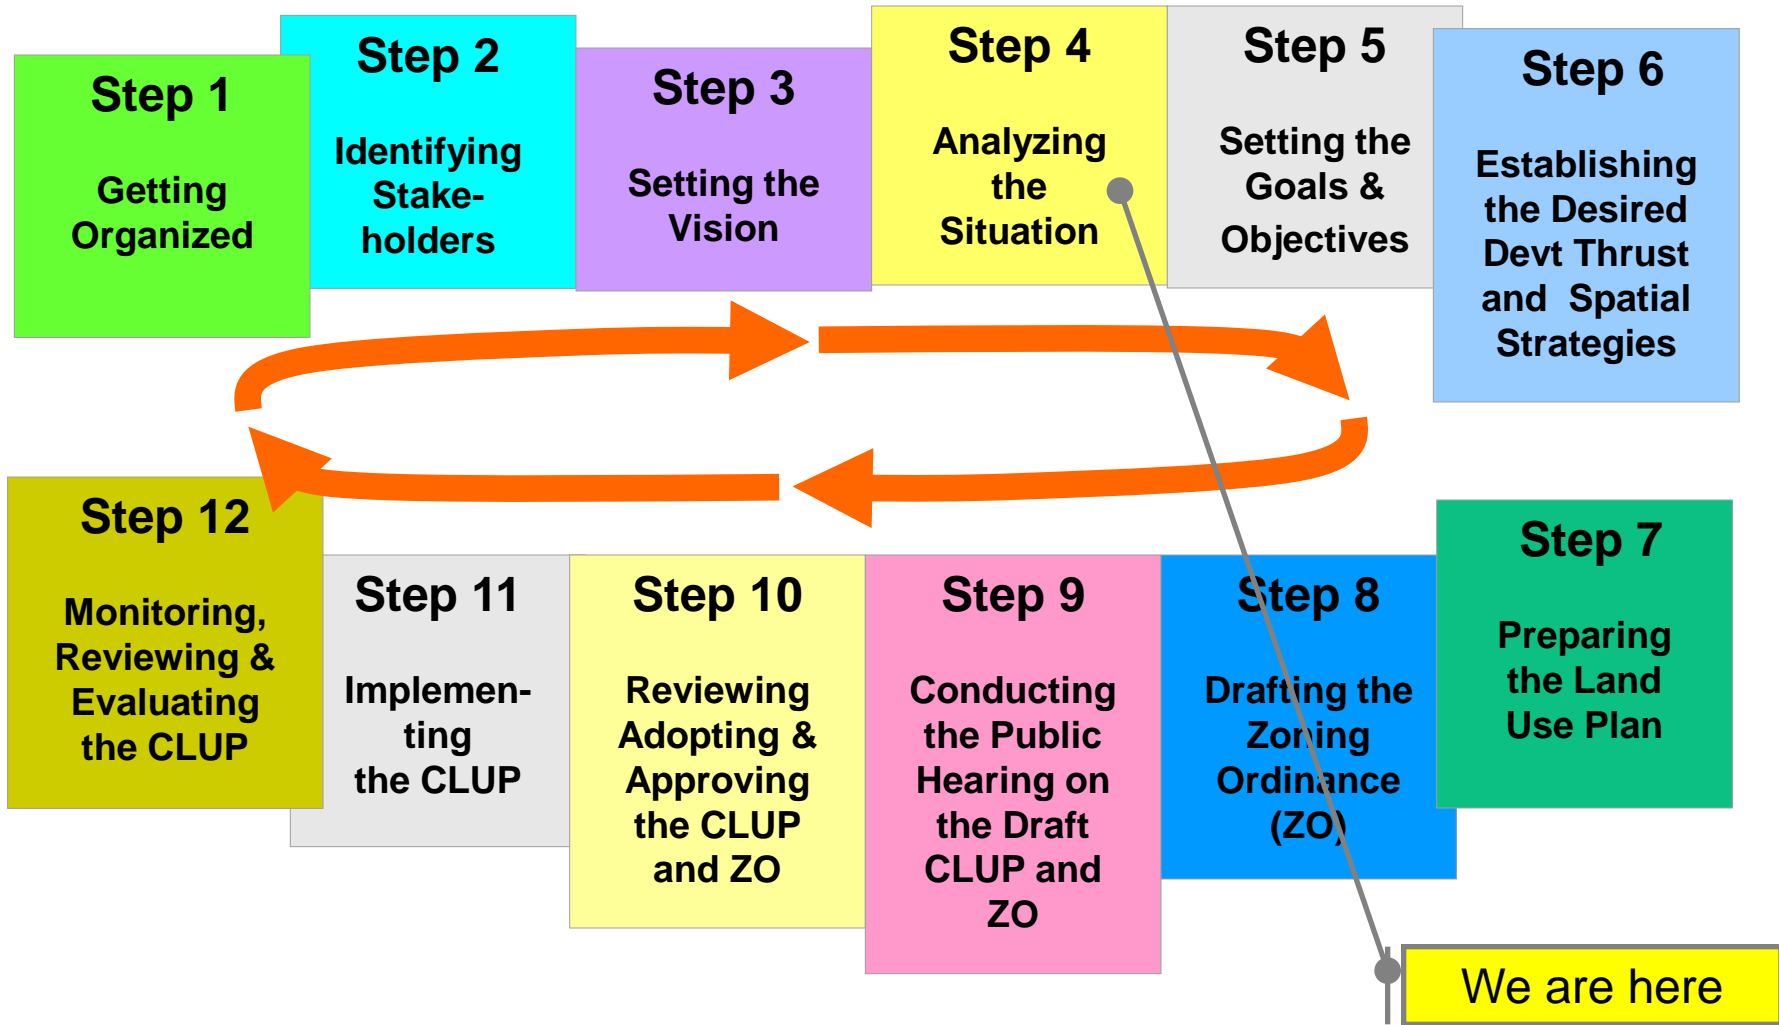 Step 1
Getting
Organized
Step 2
Identifying
Stake-
holders
Step 3
Setting the
Vision
Step 4
Analyzing
the
Situation
Step 5
Setting the
Goals &
Objectives
Step 6
Establishing
the Desired
Devt Thrust
and Spatial
Strategies
Step 12
Monitoring,
Reviewing &
Evaluating
the CLUP
Step 11
Implemen-
ting
the CLUP
Step 10
Reviewing
Adopting &
Approving
the CLUP
and ZO
Step 9
Conducting
the Public
Hearing on
the Draft
CLUP and
ZO
Step 8
Drafting the
Zoning
Ordinance
(ZO)
Step 7
Preparing
the Land
Use Plan
We are here